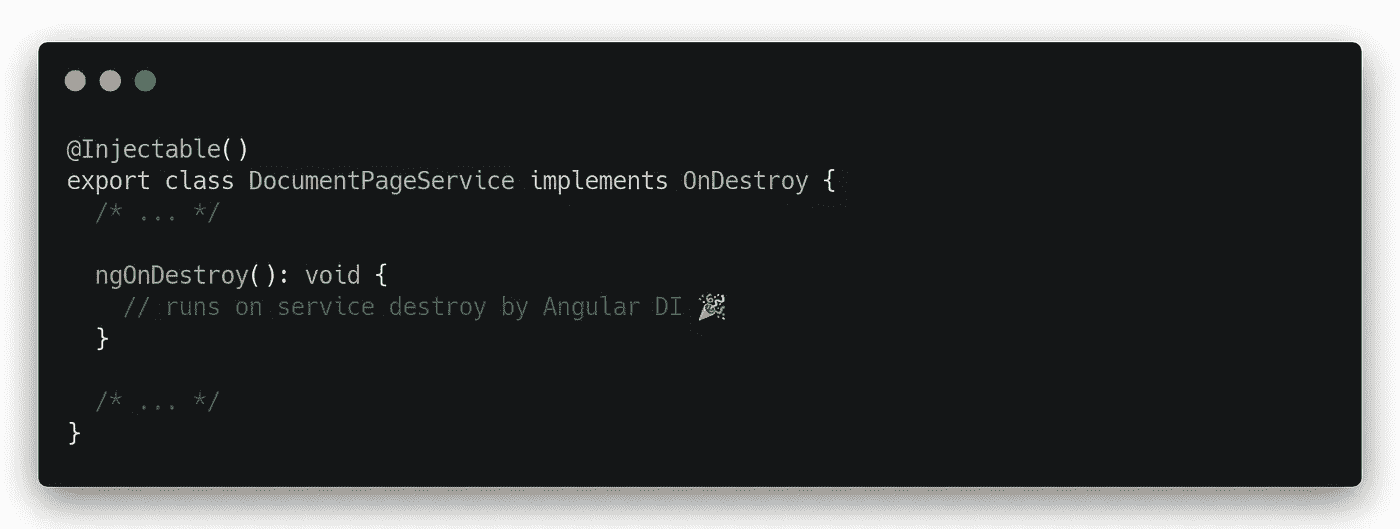 @Injectable()
export class DocumentPageService implements OnDestroy {
  /* ... */
  ngOnDestroy(): void {
    // runs on service destroy by Angular DI 🎉
  }
  /* ... */
}